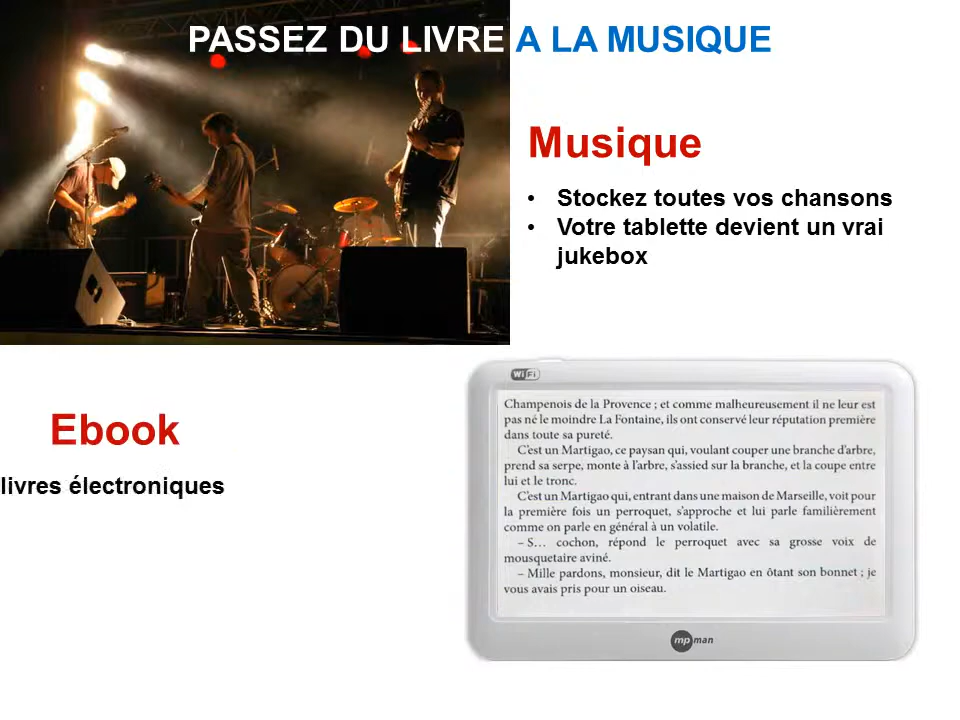 PASSEZ DU LIVRE A LA MUSIQUE
Musique
• Stockez toutes vos chansons
• Votre tablette devient un vrai
jukebox
WiFi
Champenois de la Provence ; et comme malheureusement il ne leur est
pas né le moindre La Fontaine, ils ont conservé leur réputation première
dans toute sa pureté.
C'est un Martigao, ce paysan qui, voulant couper une branche d'arbre,
prend sa serpe, monte à l'arbre, s'assied sur la branche, et la coupe entre
lui et le tronc.
C'est un Martigao qui, entrant dans une maison de Marseille, voit pour
la première fois un perroquet, s'approche et lui parle familièrement
comme on parle en général à un volatile.
– S... cochon, répond le perroquet avec sa grosse voix de
mousquetaire aviné.
– Mille pardons, monsieur, dit le Martigao en ôtant son bonnet ; je
vous avais pris pour un oiseau.
mpman
Ebook
livres électroniques